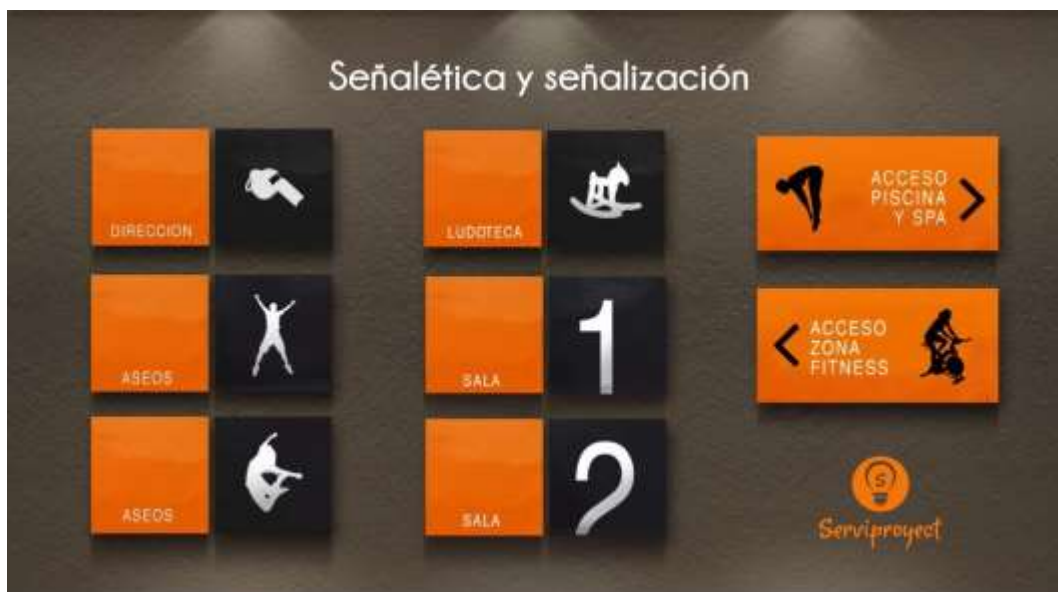 Señalética y señalización
DIRECCION
LUDOTECA
ACCESO
PISCINA
Y SPA
ASEOS
SALA
1
ACCESO
ZONA
FITNESS
ASEOS
SALA
2
S
Serviproyect